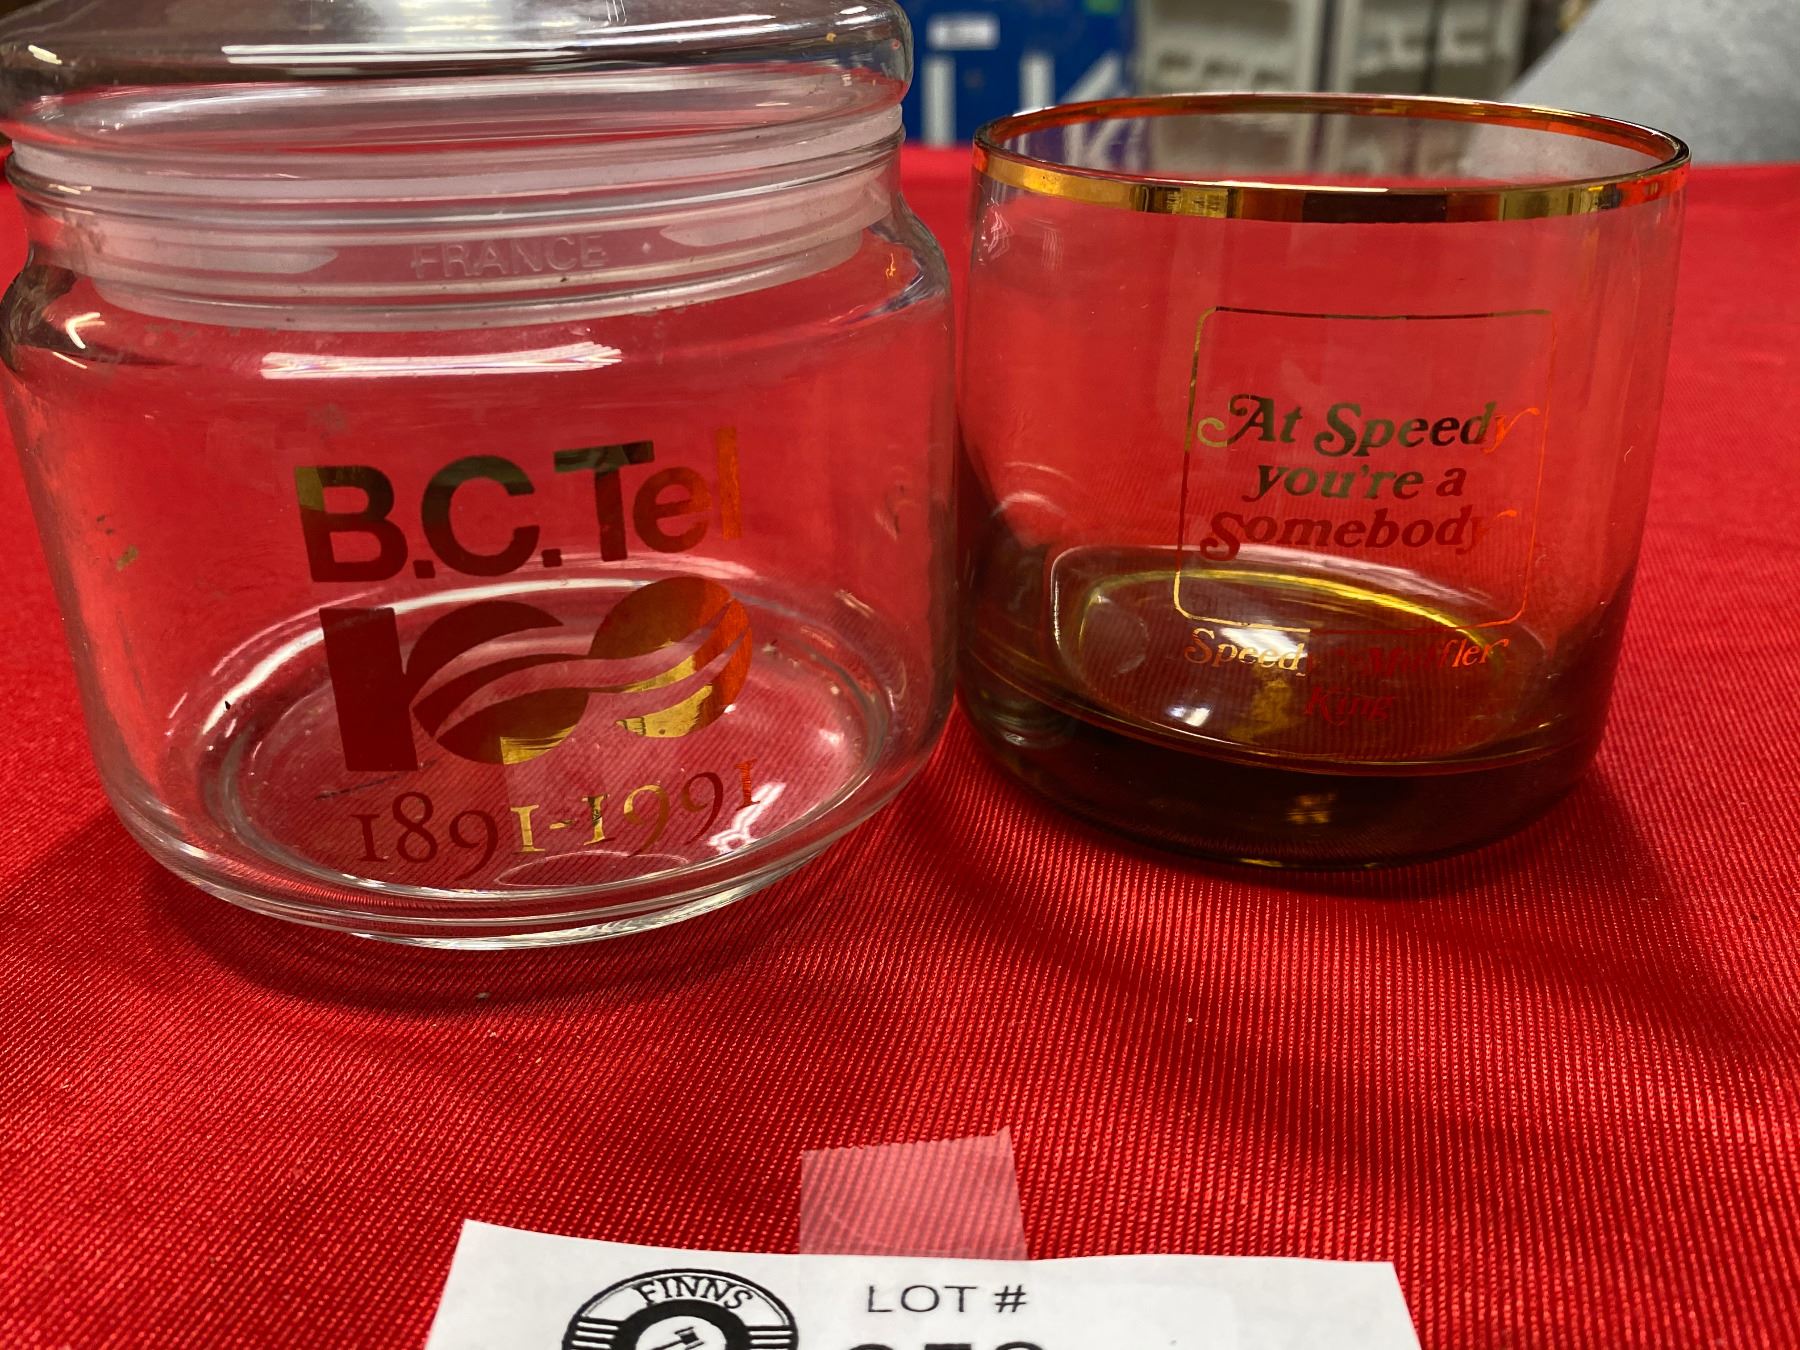 FRANCE
B.C.Tel
100
1891-1991
At Speedy
you're a
Somebody
Speedy Muffler
King
FINNS
LOT #